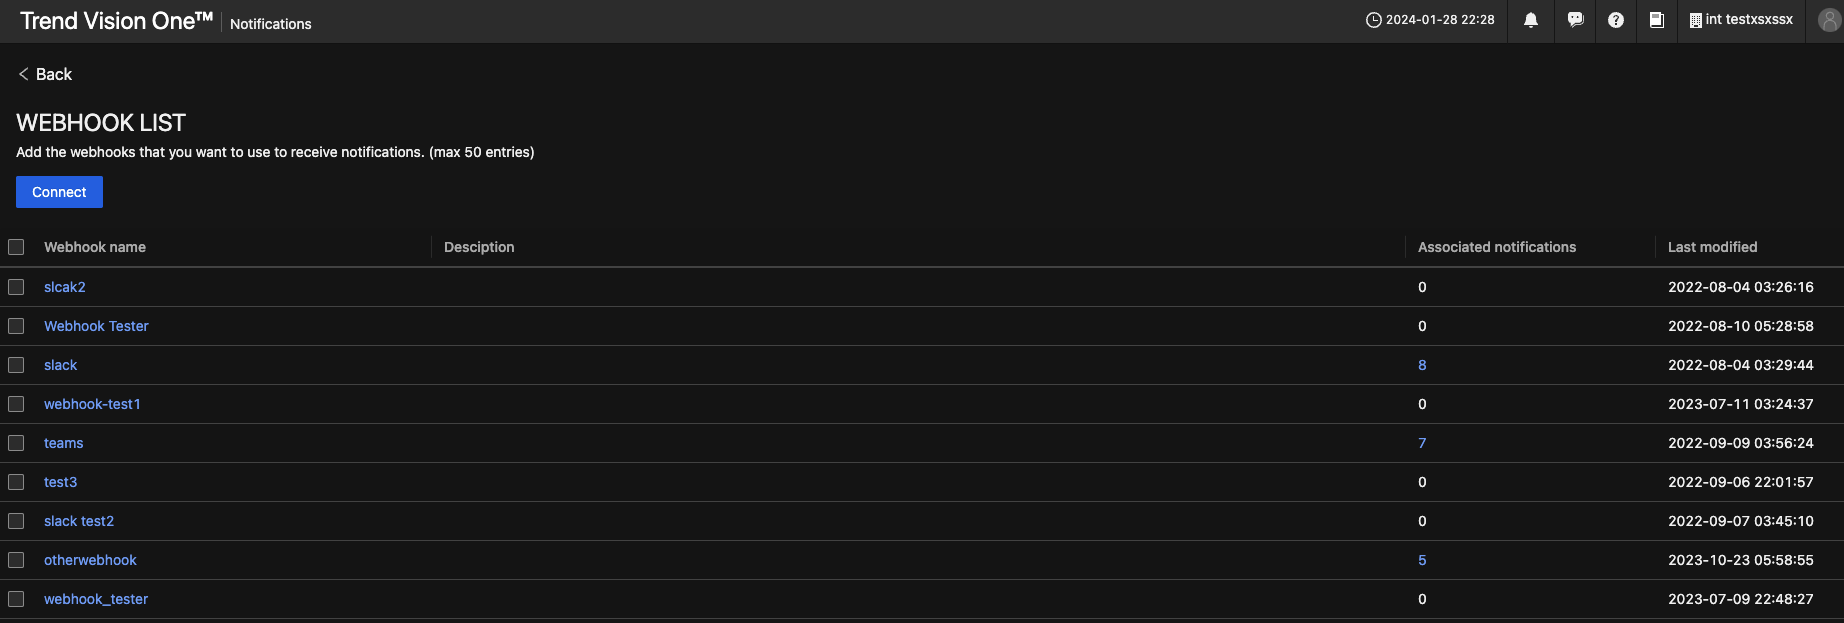 Trend Vision One™ Notifications 2024-01-28 22:28 int testxsxssx
Back
WEBHOOK LIST
Add the webhooks that you want to use to receive notifications. (max 50 entries)
Connect
Webhook name Desciption Associated notifications Last modified
slcak2 0 2022-08-04 03:26:16
Webhook Tester 0 2022-08-10 05:28:58
slack 8 2022-08-04 03:29:44
webhook-test1 0 2023-07-11 03:24:37
teams 7 2022-09-09 03:56:24
test3 0 2022-09-06 22:01:57
slack test2 0 2022-09-07 03:45:10
otherwebhook 5 2023-10-23 05:58:55
webhook_tester 0 2023-07-09 22:48:27